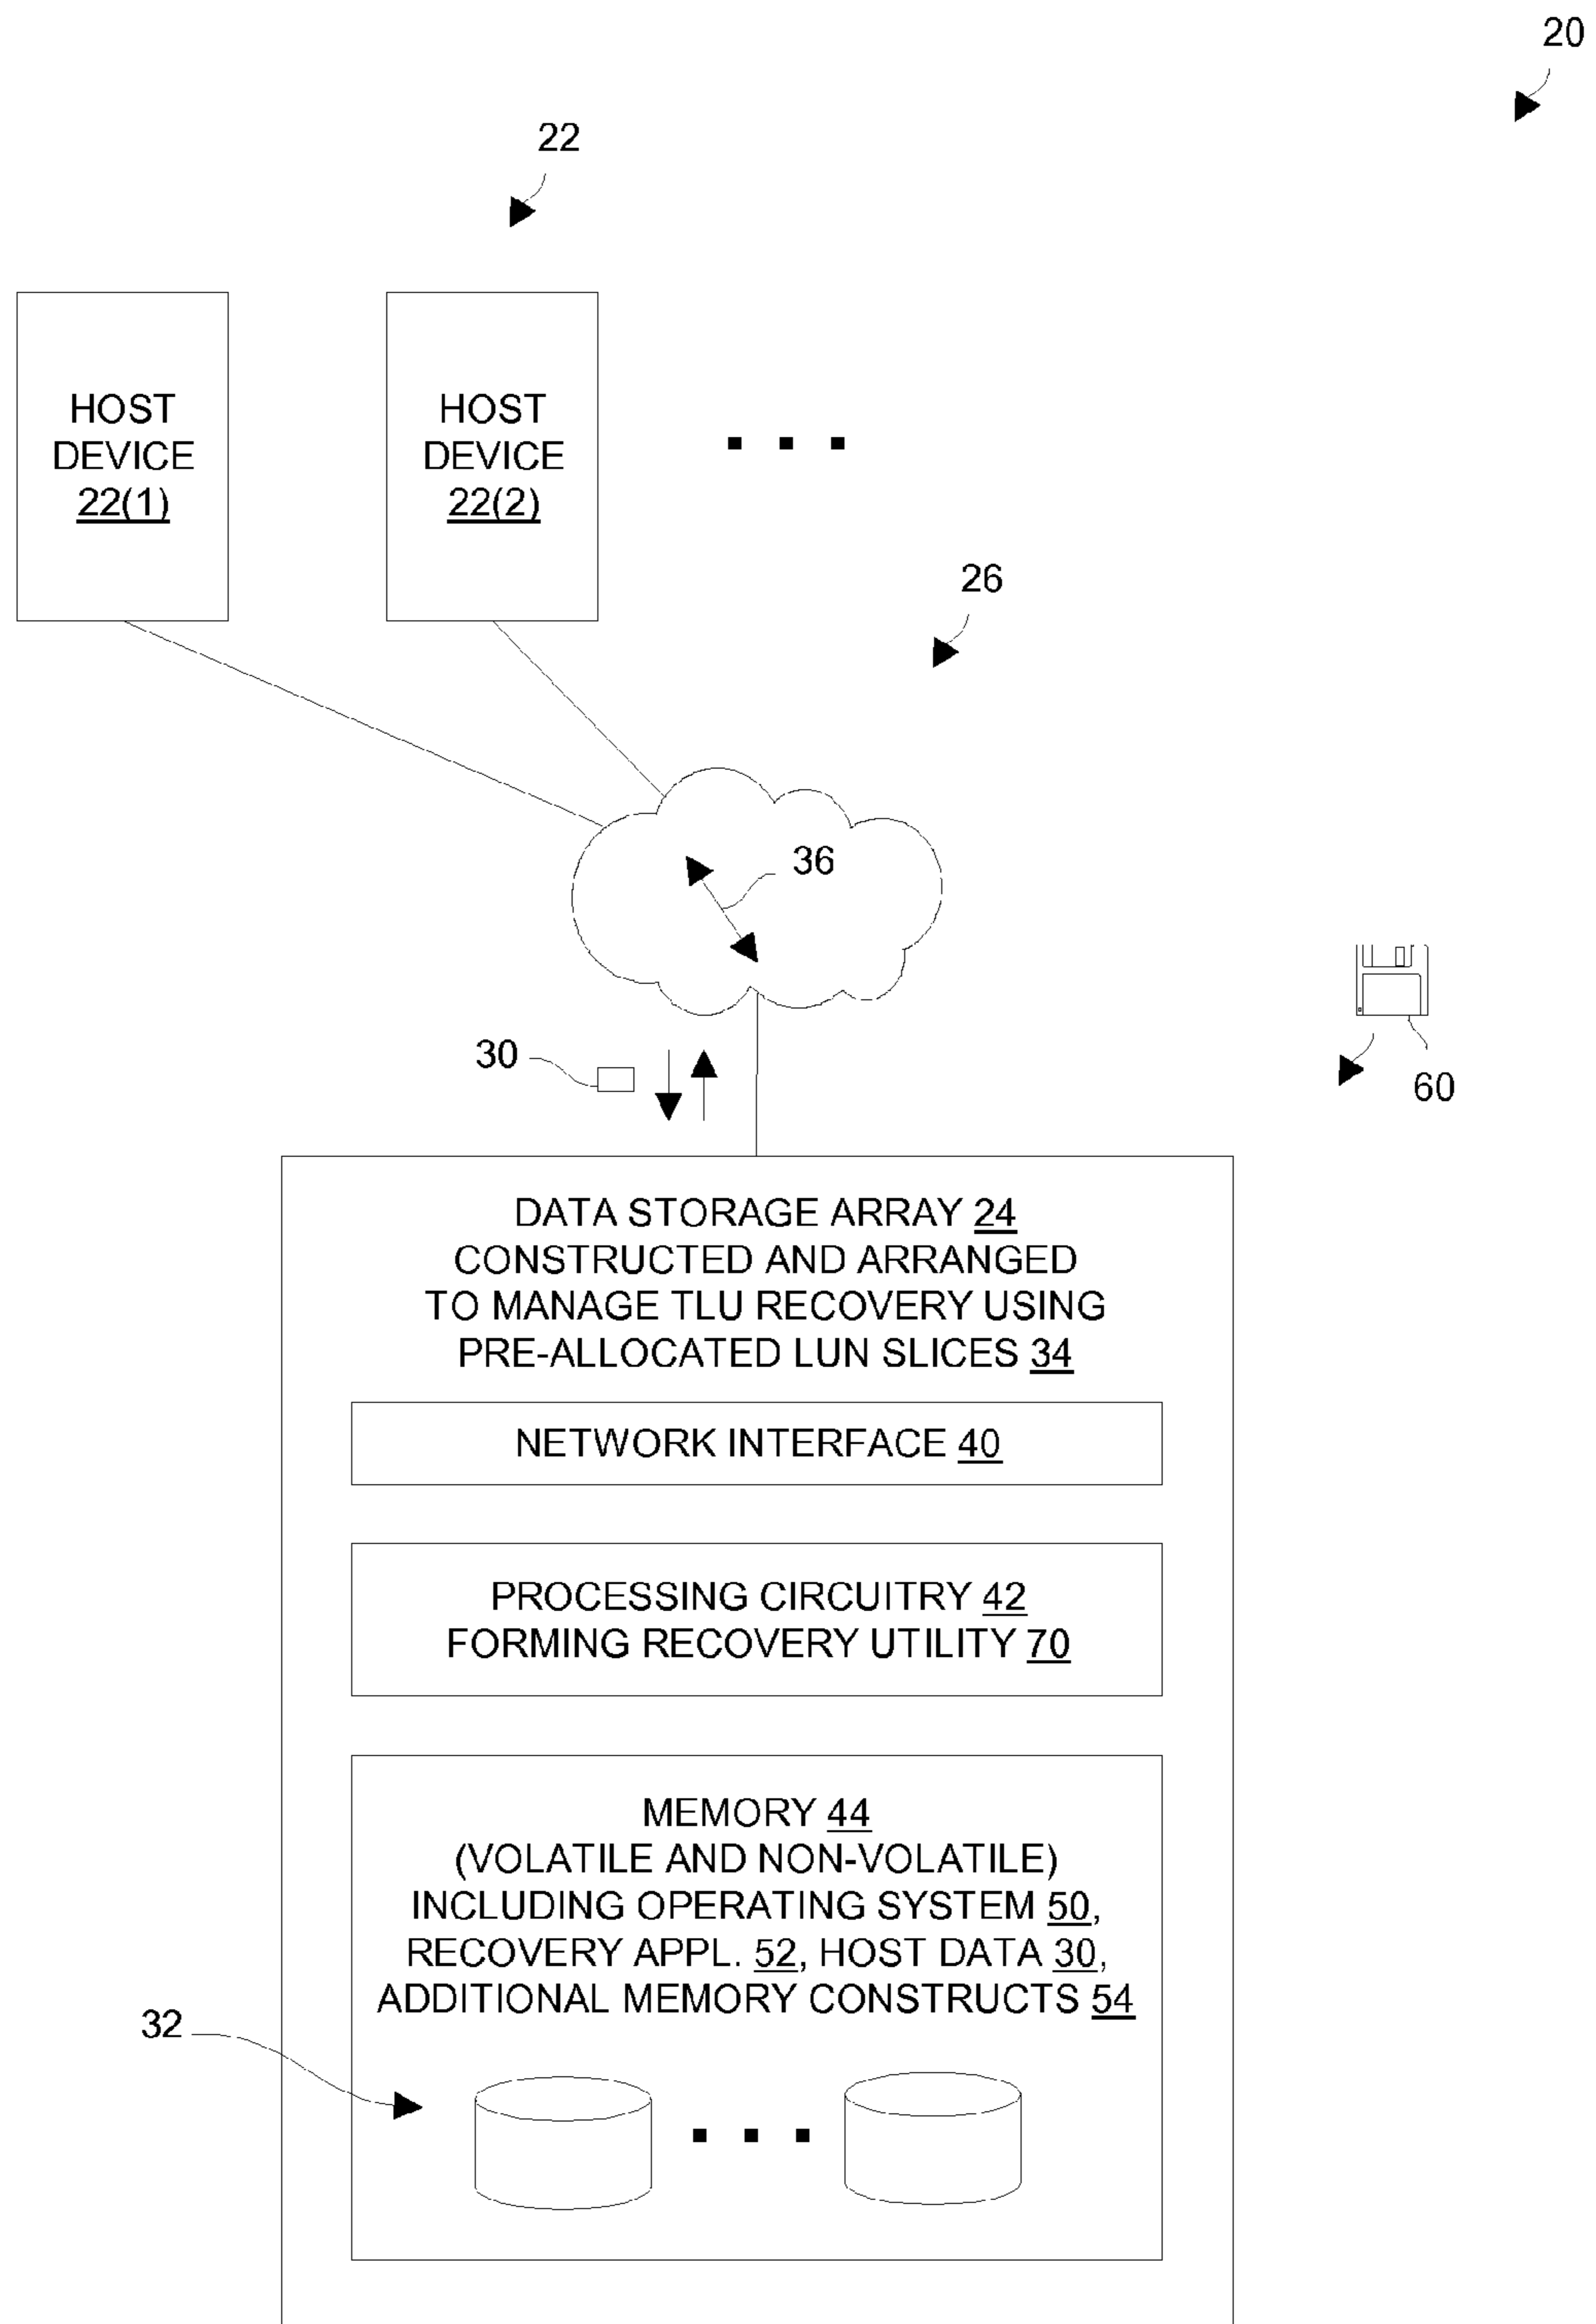 20
22
HOST
DEVICE
22(1)
HOST
DEVICE
22(2)
26
36
30
60
DATA STORAGE ARRAY 24
CONSTRUCTED AND ARRANGED
TO MANAGE TLU RECOVERY USING
PRE-ALLOCATED LUN SLICES 34
NETWORK INTERFACE 40
PROCESSING CIRCUITRY 42
FORMING RECOVERY UTILITY 70
MEMORY 44
(VOLATILE AND NON-VOLATILE)
INCLUDING OPERATING SYSTEM 50,
RECOVERY APPL. 52, HOST DATA 30,
ADDITIONAL MEMORY CONSTRUCTS 54
32